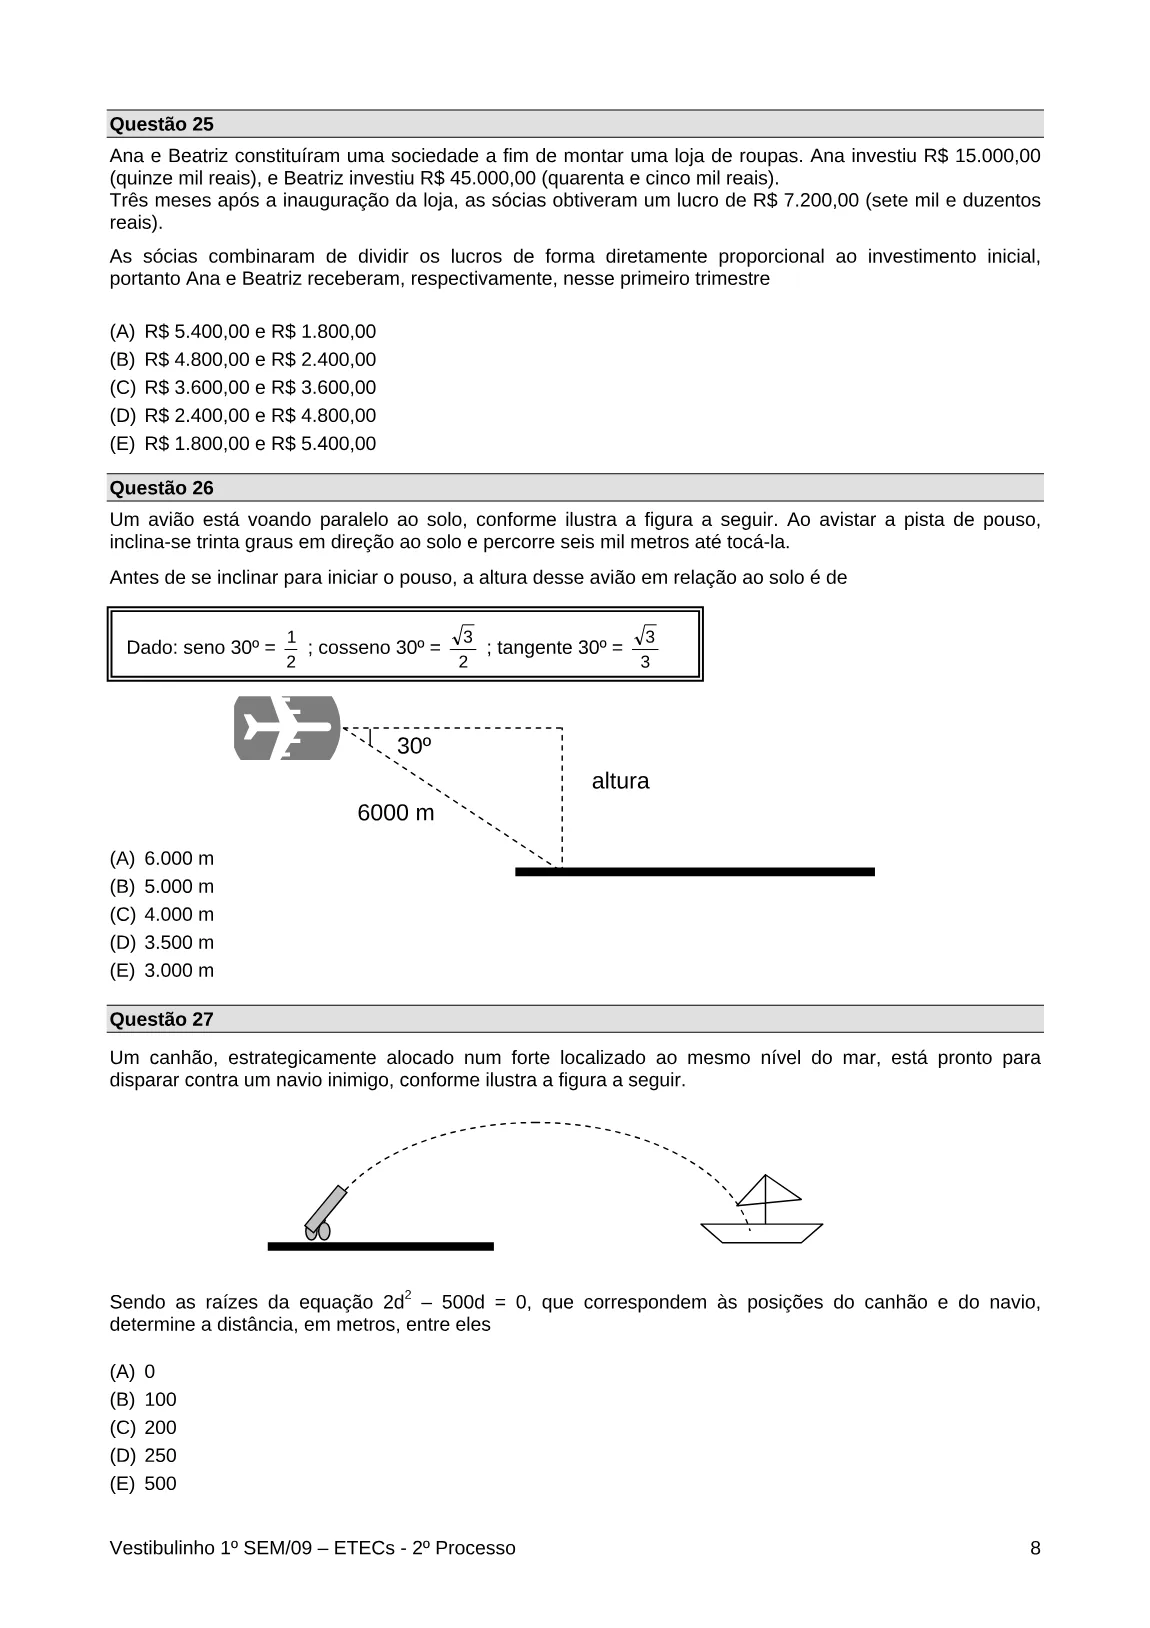 Questão 25
Ana e Beatriz constituíram uma sociedade a fim de montar uma loja de roupas. Ana investiu R$ 15.000,00
(quinze mil reais), e Beatriz investiu R$ 45.000,00 (quarenta e cinco mil reais).
Três meses após a inauguração da loja, as sócias obtiveram um lucro de R$ 7.200,00 (sete mil e duzentos
reais).
As sócias combinaram de dividir os lucros de forma diretamente proporcional ao investimento inicial,
portanto Ana e Beatriz receberam, respectivamente, nesse primeiro trimestre
(A) R$ 5.400,00 e R$ 1.800,00
(B) R$ 4.800,00 e R$ 2.400,00
(C) R$ 3.600,00 e R$ 3.600,00
(D) R$ 2.400,00 e R$ 4.800,00
(E) R$ 1.800,00 e R$ 5.400,00
Questão 26
Um avião está voando paralelo ao solo, conforme ilustra a figura a seguir. Ao avistar a pista de pouso,
inclina-se trinta graus em direção ao solo e percorre seis mil metros até tocá-la.
Antes de se inclinar para iniciar o pouso, a altura desse avião em relação ao solo é de
Dado: seno 30º = 1/2 ; cosseno 30º = √3/2 ; tangente 30º = √3/3
30º
altura
6000 m
(A) 6.000 m
(B) 5.000 m
(C) 4.000 m
(D) 3.500 m
(E) 3.000 m
Questão 27
Um canhão, estrategicamente alocado num forte localizado ao mesmo nível do mar, está pronto para
disparar contra um navio inimigo, conforme ilustra a figura a seguir.
Sendo as raízes da equação 2d² – 500d = 0, que correspondem às posições do canhão e do navio,
determine a distância, em metros, entre eles
(A) 0
(B) 100
(C) 200
(D) 250
(E) 500
Vestibulinho 1º SEM/09 – ETECs - 2º Processo 8